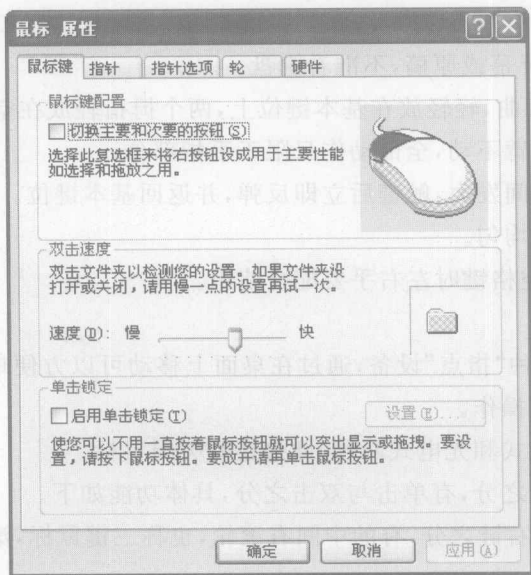 鼠标 属性
鼠标键 指针 指针选项 轮 硬件
鼠标键配置
切换主要和次要的按钮(S)
选择此复选框来将右按钮设成用于主要性能
如选择和拖放之用。
双击速度
双击文件夹以检测您的设置。如果文件夹没
打开或关闭,请用慢一点的设置再试一次。
速度(D): 慢 快
单击锁定
启用单击锁定(T) 设置(E)...
使您可以不用一直按着鼠标按钮就可以突出显示或拖拽。要设
置,请按下鼠标按钮。要放开请再单击鼠标按钮。
确定 取消 应用(A)